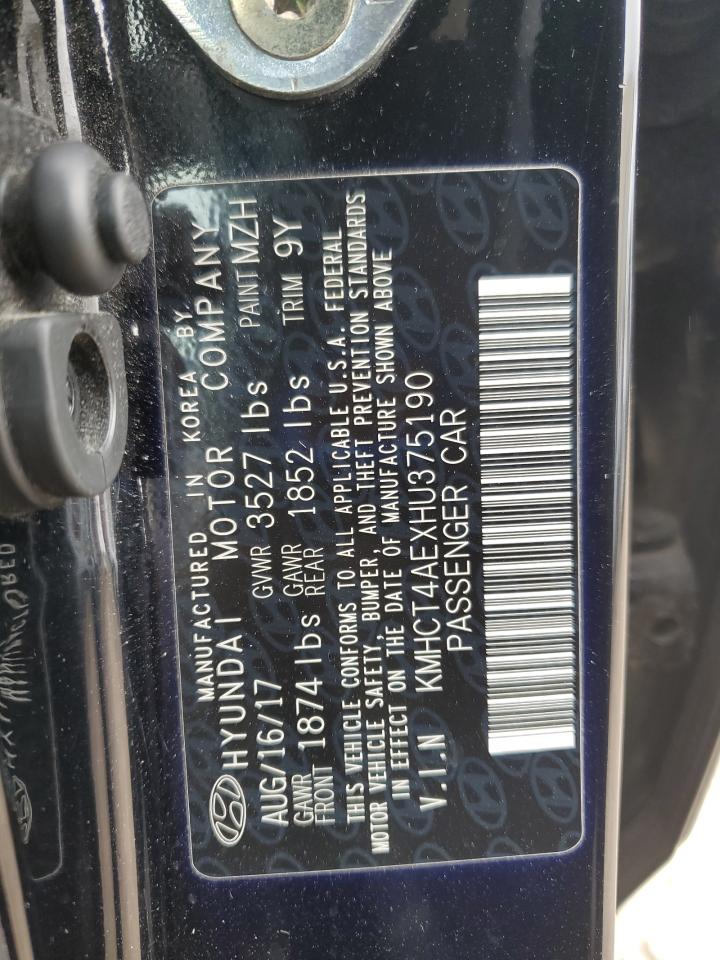 MANUFACTURED IN KOREA BY
HYUNDAI MOTOR COMPANY
AUG/16/17 GVWR 3527 lbs PAINT MZH
GAWR FRONT 1874 lbs GAWR REAR 1852 lbs TRIM 9Y
THIS VEHICLE CONFORMS TO ALL APPLICABLE U.S.A. FEDERAL
MOTOR VEHICLE SAFETY, BUMPER, AND THEFT PREVENTION STANDARDS
IN EFFECT ON THE DATE OF MANUFACTURE SHOWN ABOVE
V.I.N KMHCT4AEXHU375190
PASSENGER CAR